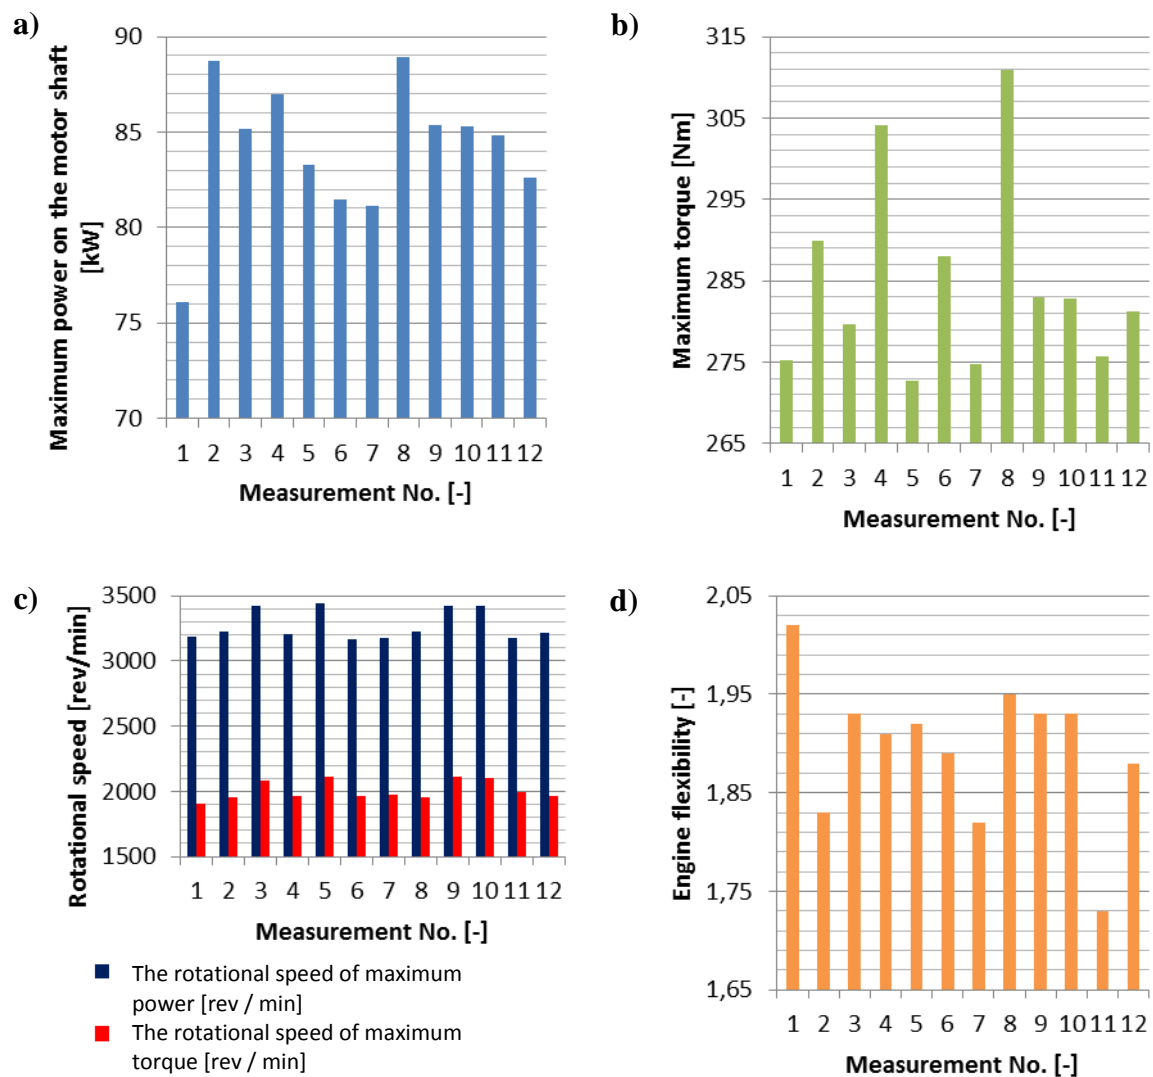 a)
Maximum power on the motor shaft
[kW]
90
85
80
75
70
1 2 3 4 5 6 7 8 9 10 11 12
Measurement No. [-]
b)
Maximum torque [Nm]
315
305
295
285
275
265
1 2 3 4 5 6 7 8 9 10 11 12
Measurement No. [-]
c)
Rotational speed [rev/min]
3500
3000
2500
2000
1500
1 2 3 4 5 6 7 8 9 10 11 12
Measurement No. [-]
The rotational speed of maximum
power [rev / min]
The rotational speed of maximum
torque [rev / min]
d)
Engine flexibility [-]
2,05
1,95
1,85
1,75
1,65
1 2 3 4 5 6 7 8 9 10 11 12
Measurement No. [-]